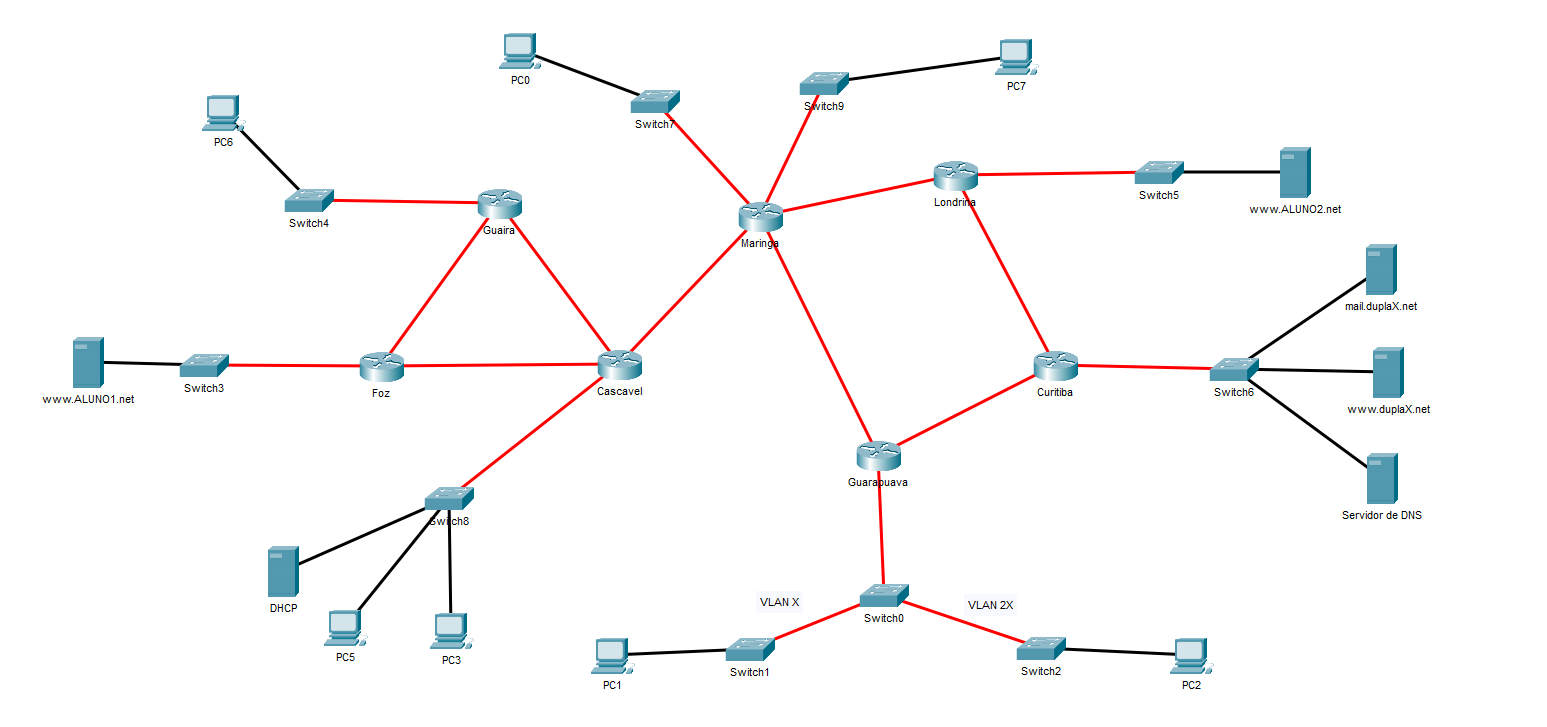 PC0
PC7
Switch9
Switch7
PC6
Switch5
Londrina
www.ALUNO2.net
Switch4
Guaira
Maringa
mail.duplaX.net
Switch3
Foz
Cascavel
Curitiba
Switch6
www.ALUNO1.net
www.duplaX.net
Guarapuava
Servidor de DNS
Switch8
VLAN X
VLAN 2X
DHCP
Switch0
PC5
PC3
Switch1
Switch2
PC1
PC2